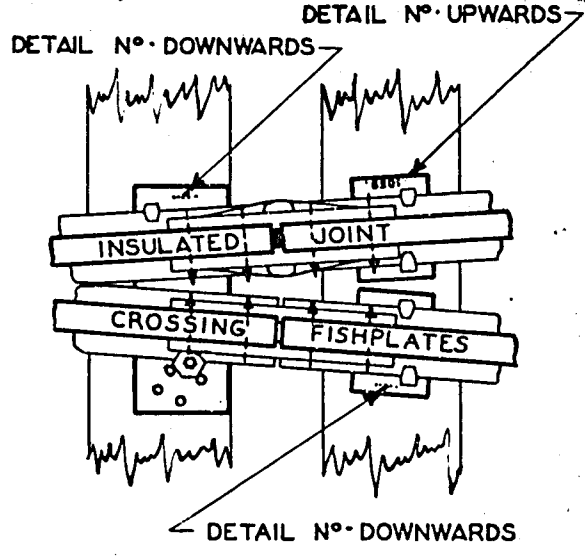 DETAIL Nº. UPWARDS
DETAIL Nº. DOWNWARDS
INSULATED JOINT
CROSSING FISHPLATES
DETAIL Nº. DOWNWARDS